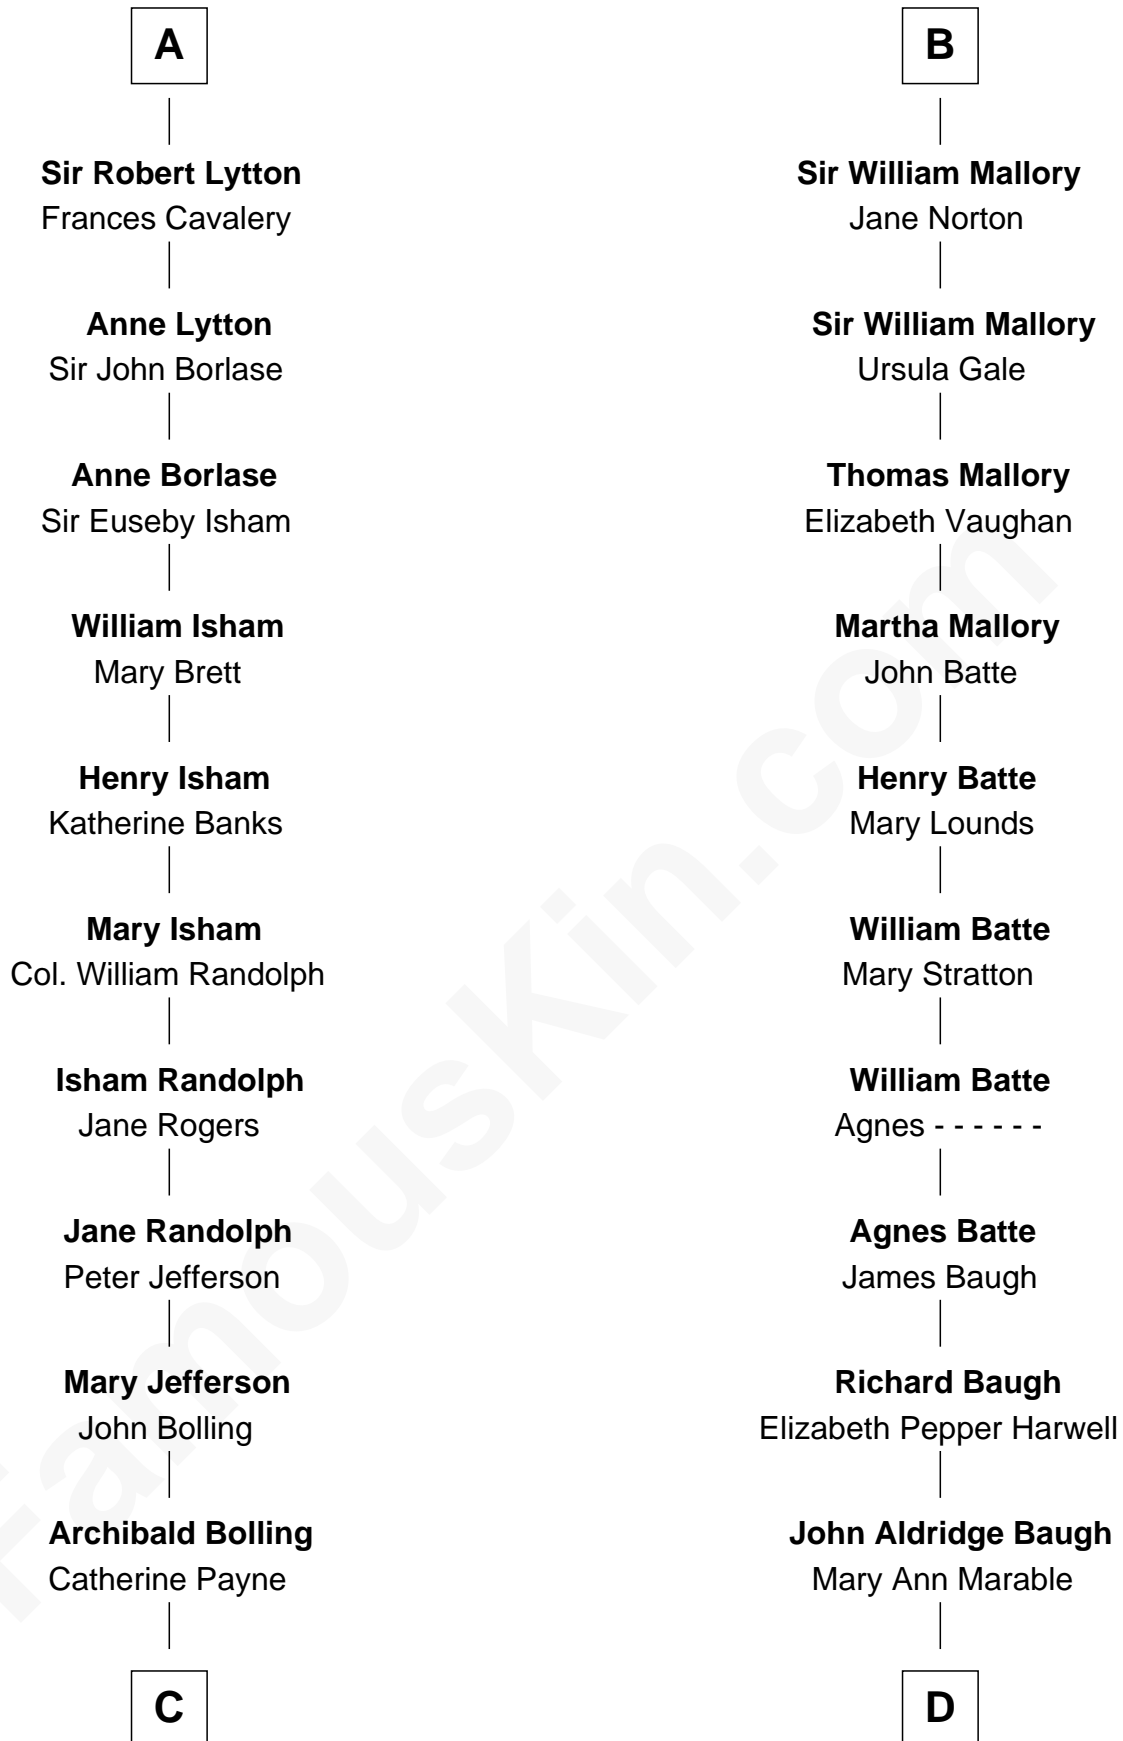 A
Sir Robert Lytton
Frances Cavalery
Anne Lytton
Sir John Borlase
Anne Borlase
Sir Euseby Isham
William Isham
Mary Brett
Henry Isham
Katherine Banks
Mary Isham
Col. William Randolph
Isham Randolph
Jane Rogers
Jane Randolph
Peter Jefferson
Mary Jefferson
John Bolling
Archibald Bolling
Catherine Payne
C
B
Sir William Mallory
Jane Norton
Sir William Mallory
Ursula Gale
Thomas Mallory
Elizabeth Vaughan
Martha Mallory
John Batte
Henry Batte
Mary Lounds
William Batte
Mary Stratton
William Batte
Agnes - - - - - -
Agnes Batte
James Baugh
Richard Baugh
Elizabeth Pepper Harwell
John Aldridge Baugh
Mary Ann Marable
D
FamousKin.com